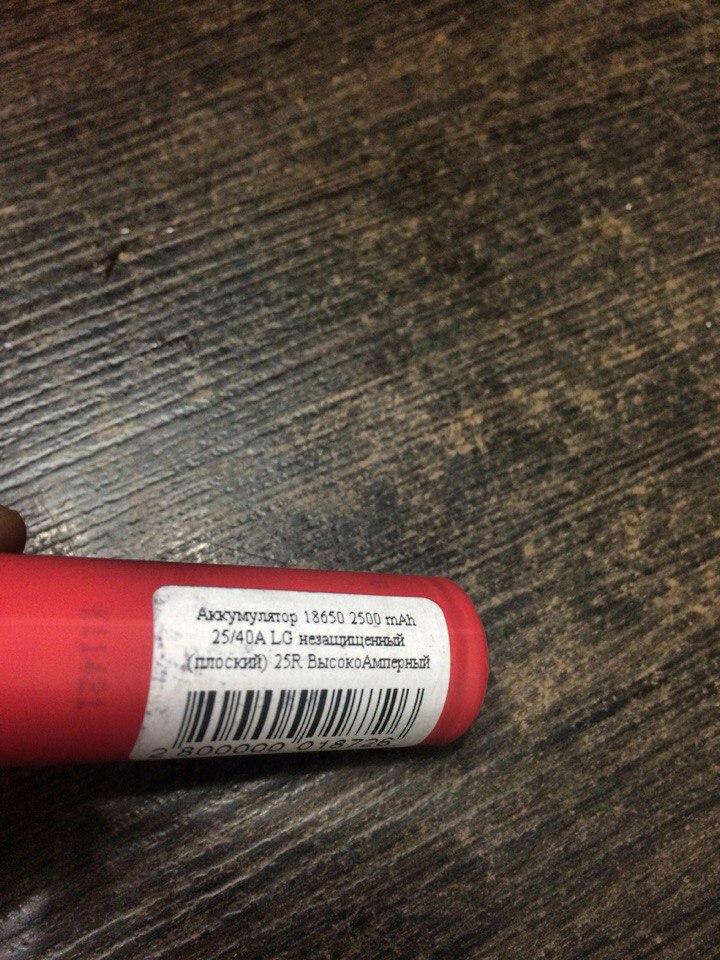 Аккумулятор 18650 2500 mAh
25/40A LG незащищенный
(плоский) 25R ВысокоАмперный
2 800000 018726